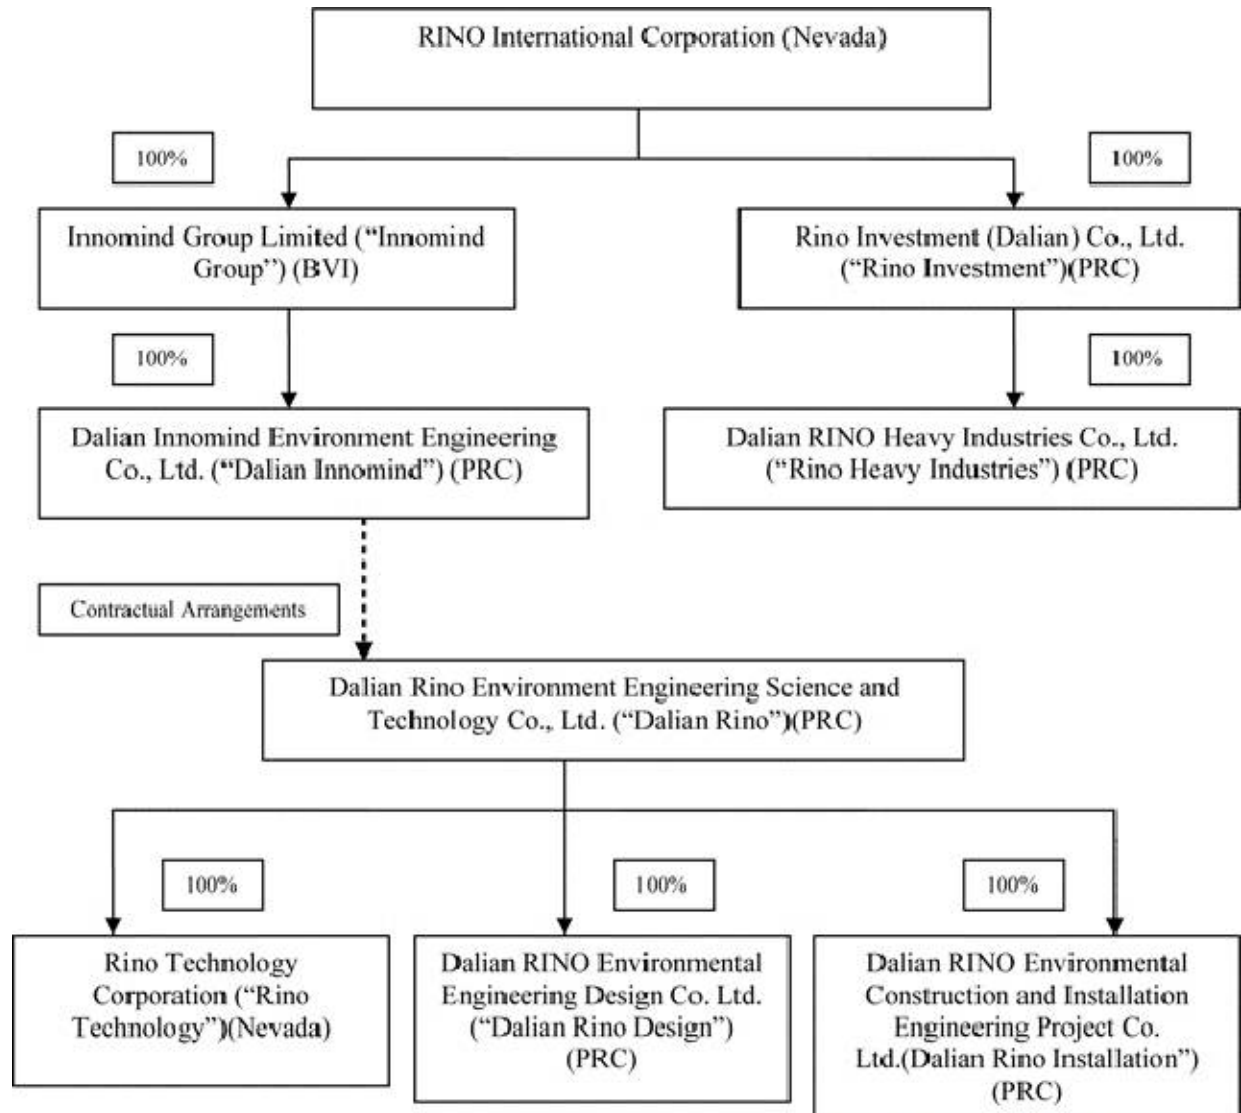 RINO International Corporation (Nevada)
100%
100%
Innomind Group Limited (“Innomind
Group”) (BVI)
Rino Investment (Dalian) Co., Ltd.
(“Rino Investment”)(PRC)
100%
100%
Dalian Innomind Environment Engineering
Co., Ltd. (“Dalian Innomind”) (PRC)
Dalian RINO Heavy Industries Co., Ltd.
(“Rino Heavy Industries”) (PRC)
Contractual Arrangements
Dalian Rino Environment Engineering Science and
Technology Co., Ltd. (“Dalian Rino”)(PRC)
100%
100%
100%
Rino Technology
Corporation (“Rino
Technology”)(Nevada)
Dalian RINO Environmental
Engineering Design Co. Ltd.
(“Dalian Rino Design”)
(PRC)
Dalian RINO Environmental
Construction and Installation
Engineering Project Co.
Ltd.(Dalian Rino Installation”)
(PRC)